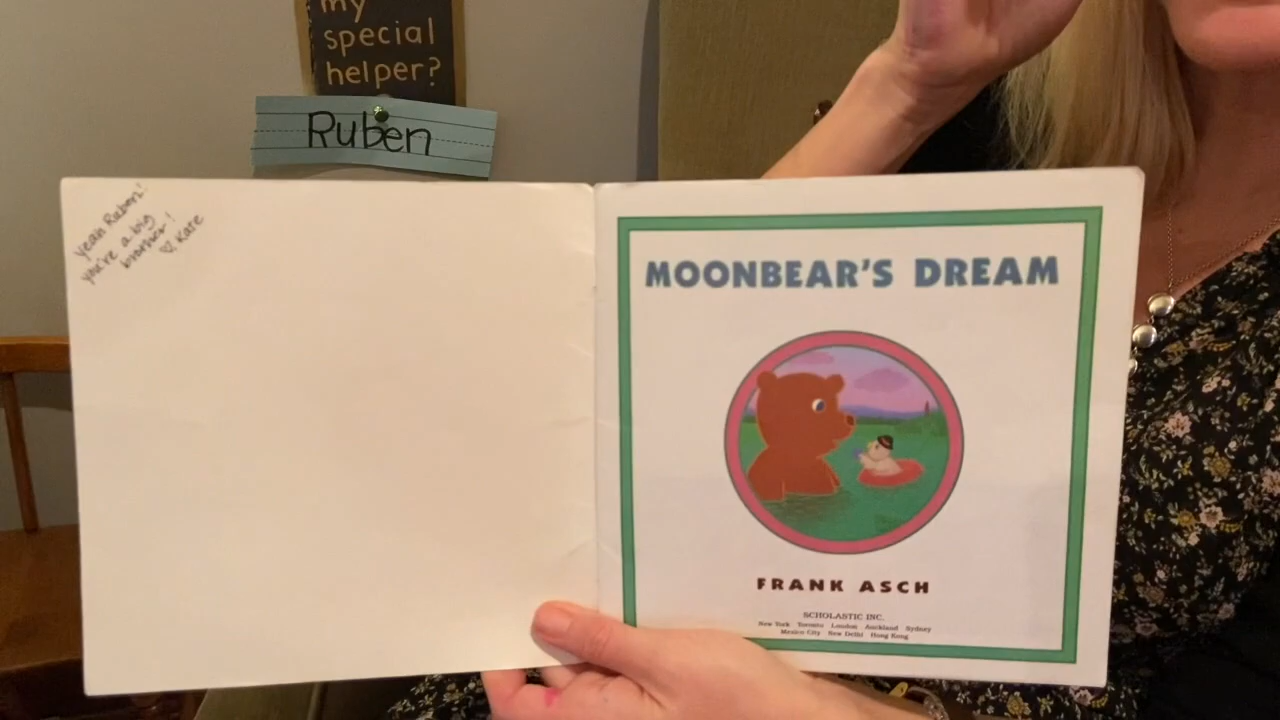 my
special
helper?
Ruben
Yeah Ruben!
you're a big
brother!
♡ Kate
MOONBEAR'S DREAM
FRANK ASCH
SCHOLASTIC INC.
New York Toronto London Auckland Sydney
Mexico City New Delhi Hong Kong